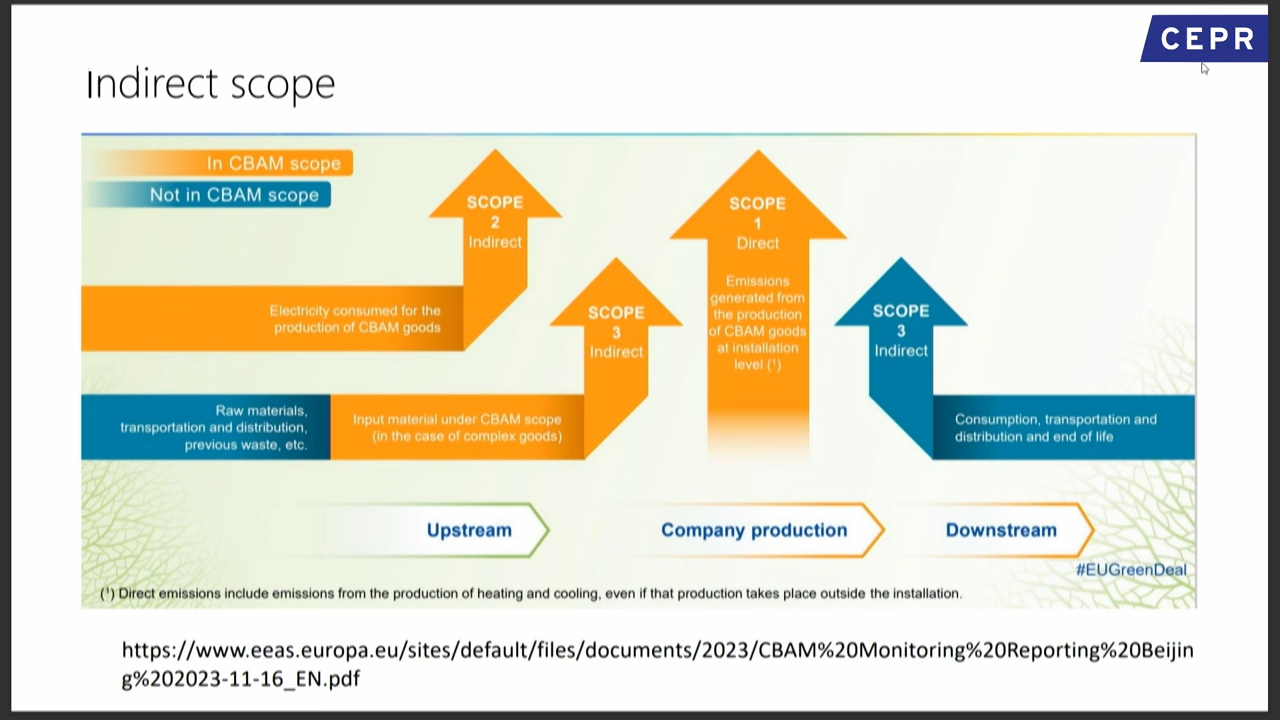 CEPR
Indirect scope
In CBAM scope
Not in CBAM scope
SCOPE
2
Indirect
Electricity consumed for the
production of CBAM goods
SCOPE
3
Indirect
Raw materials,
transportation and distribution,
previous waste, etc.
Input material under CBAM scope
(in the case of complex goods)
SCOPE
1
Direct
Emissions
generated from
the production
of CBAM goods
at installation
level (¹)
SCOPE
3
Indirect
Consumption, transportation and
distribution and end of life
Upstream
Company production
Downstream
#EUGreenDeal
(¹) Direct emissions include emissions from the production of heating and cooling, even if that production takes place outside the installation.
https://www.eeas.europa.eu/sites/default/files/documents/2023/CBAM%20Monitoring%20Reporting%20Beijin
g%202023-11-16_EN.pdf